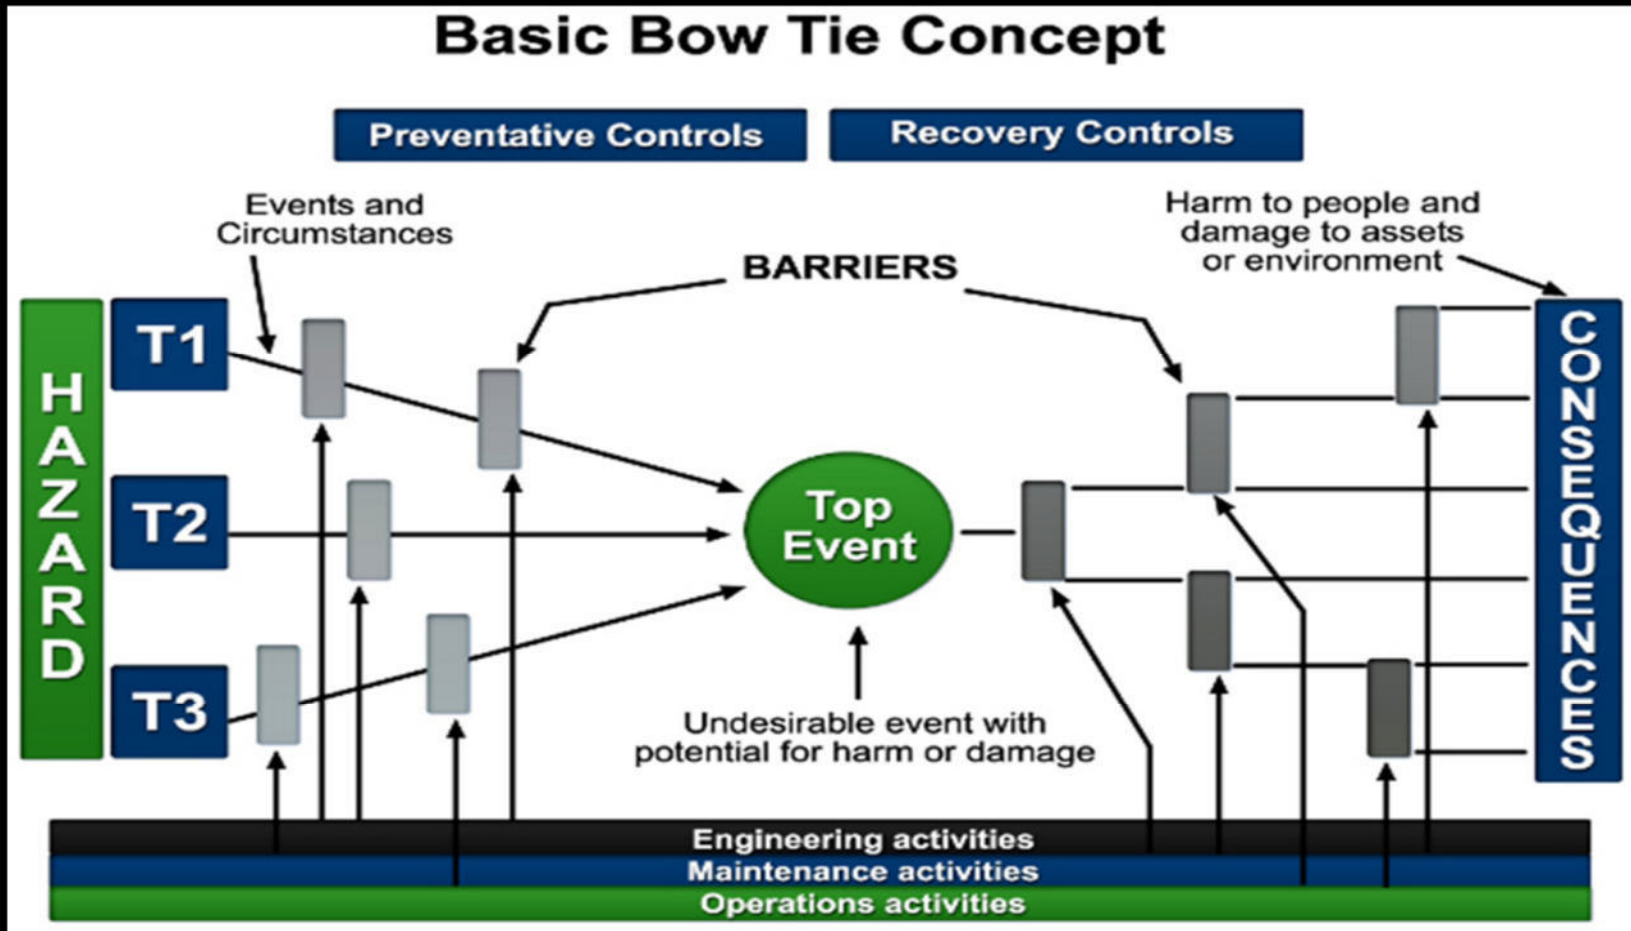 Basic Bow Tie Concept
Preventative Controls
Recovery Controls
Events and
Circumstances
Harm to people and
damage to assets
or environment
BARRIERS
HAZARD
T1
T2
T3
Top
Event
CONSEQUENCES
Undesirable event with
potential for harm or damage
Engineering activities
Maintenance activities
Operations activities